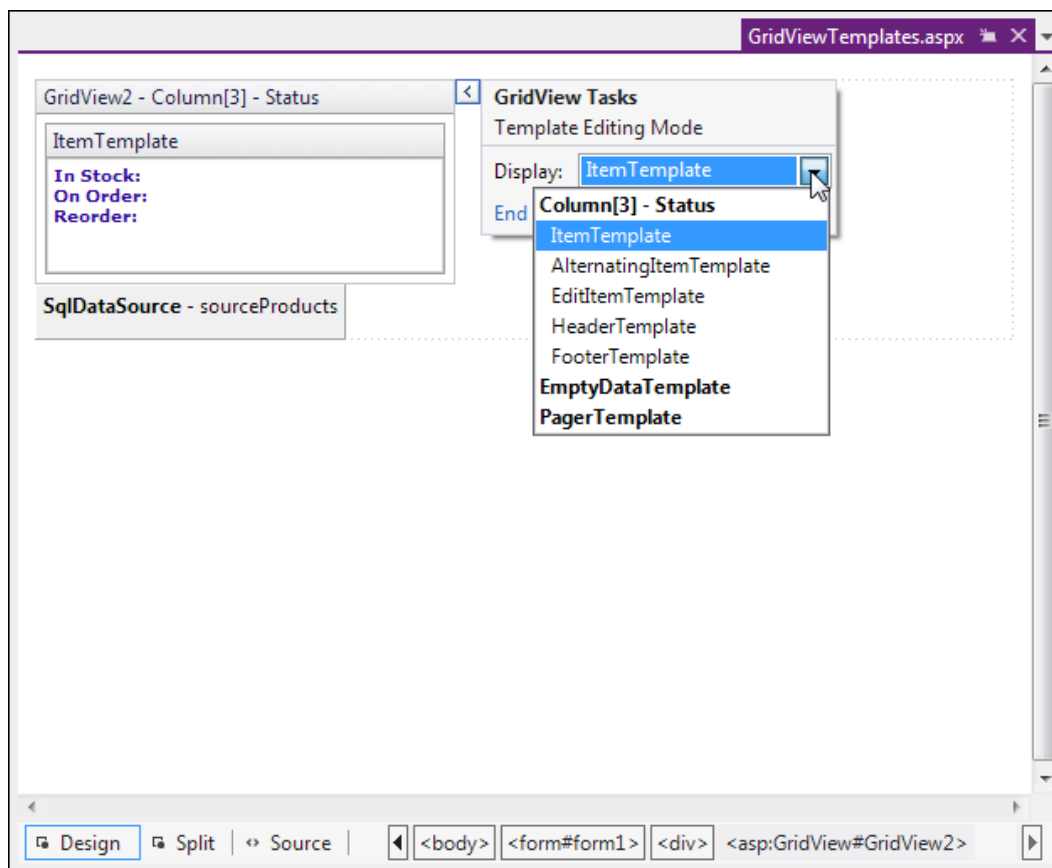 GridViewTemplates.aspx
GridView2 - Column[3] - Status
ItemTemplate
In Stock:
On Order:
Reorder:
SqlDataSource - sourceProducts
GridView Tasks
Template Editing Mode
Display: ItemTemplate
End
Column[3] - Status
ItemTemplate
AlternatingItemTemplate
EditItemTemplate
HeaderTemplate
FooterTemplate
EmptyDataTemplate
PagerTemplate
Design Split Source <body> <form#form1> <div> <asp:GridView#GridView2>